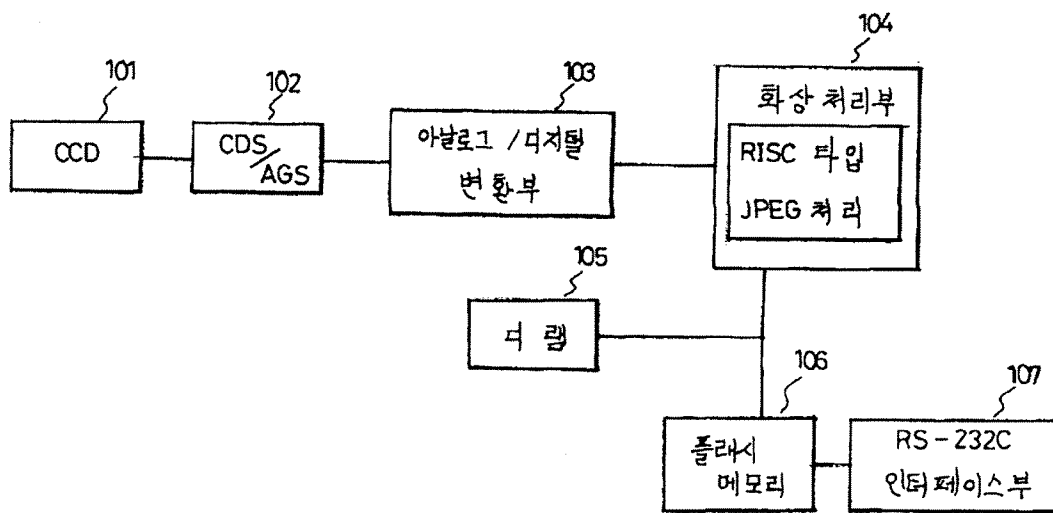 101
CCD
102
CDS/
AGS
103
아날로그/디지털
변환부
104
화상 처리부
RISC 타입
JPEG 처리
105
디램
106
플래시
메모리
107
RS-232C
인터페이스부